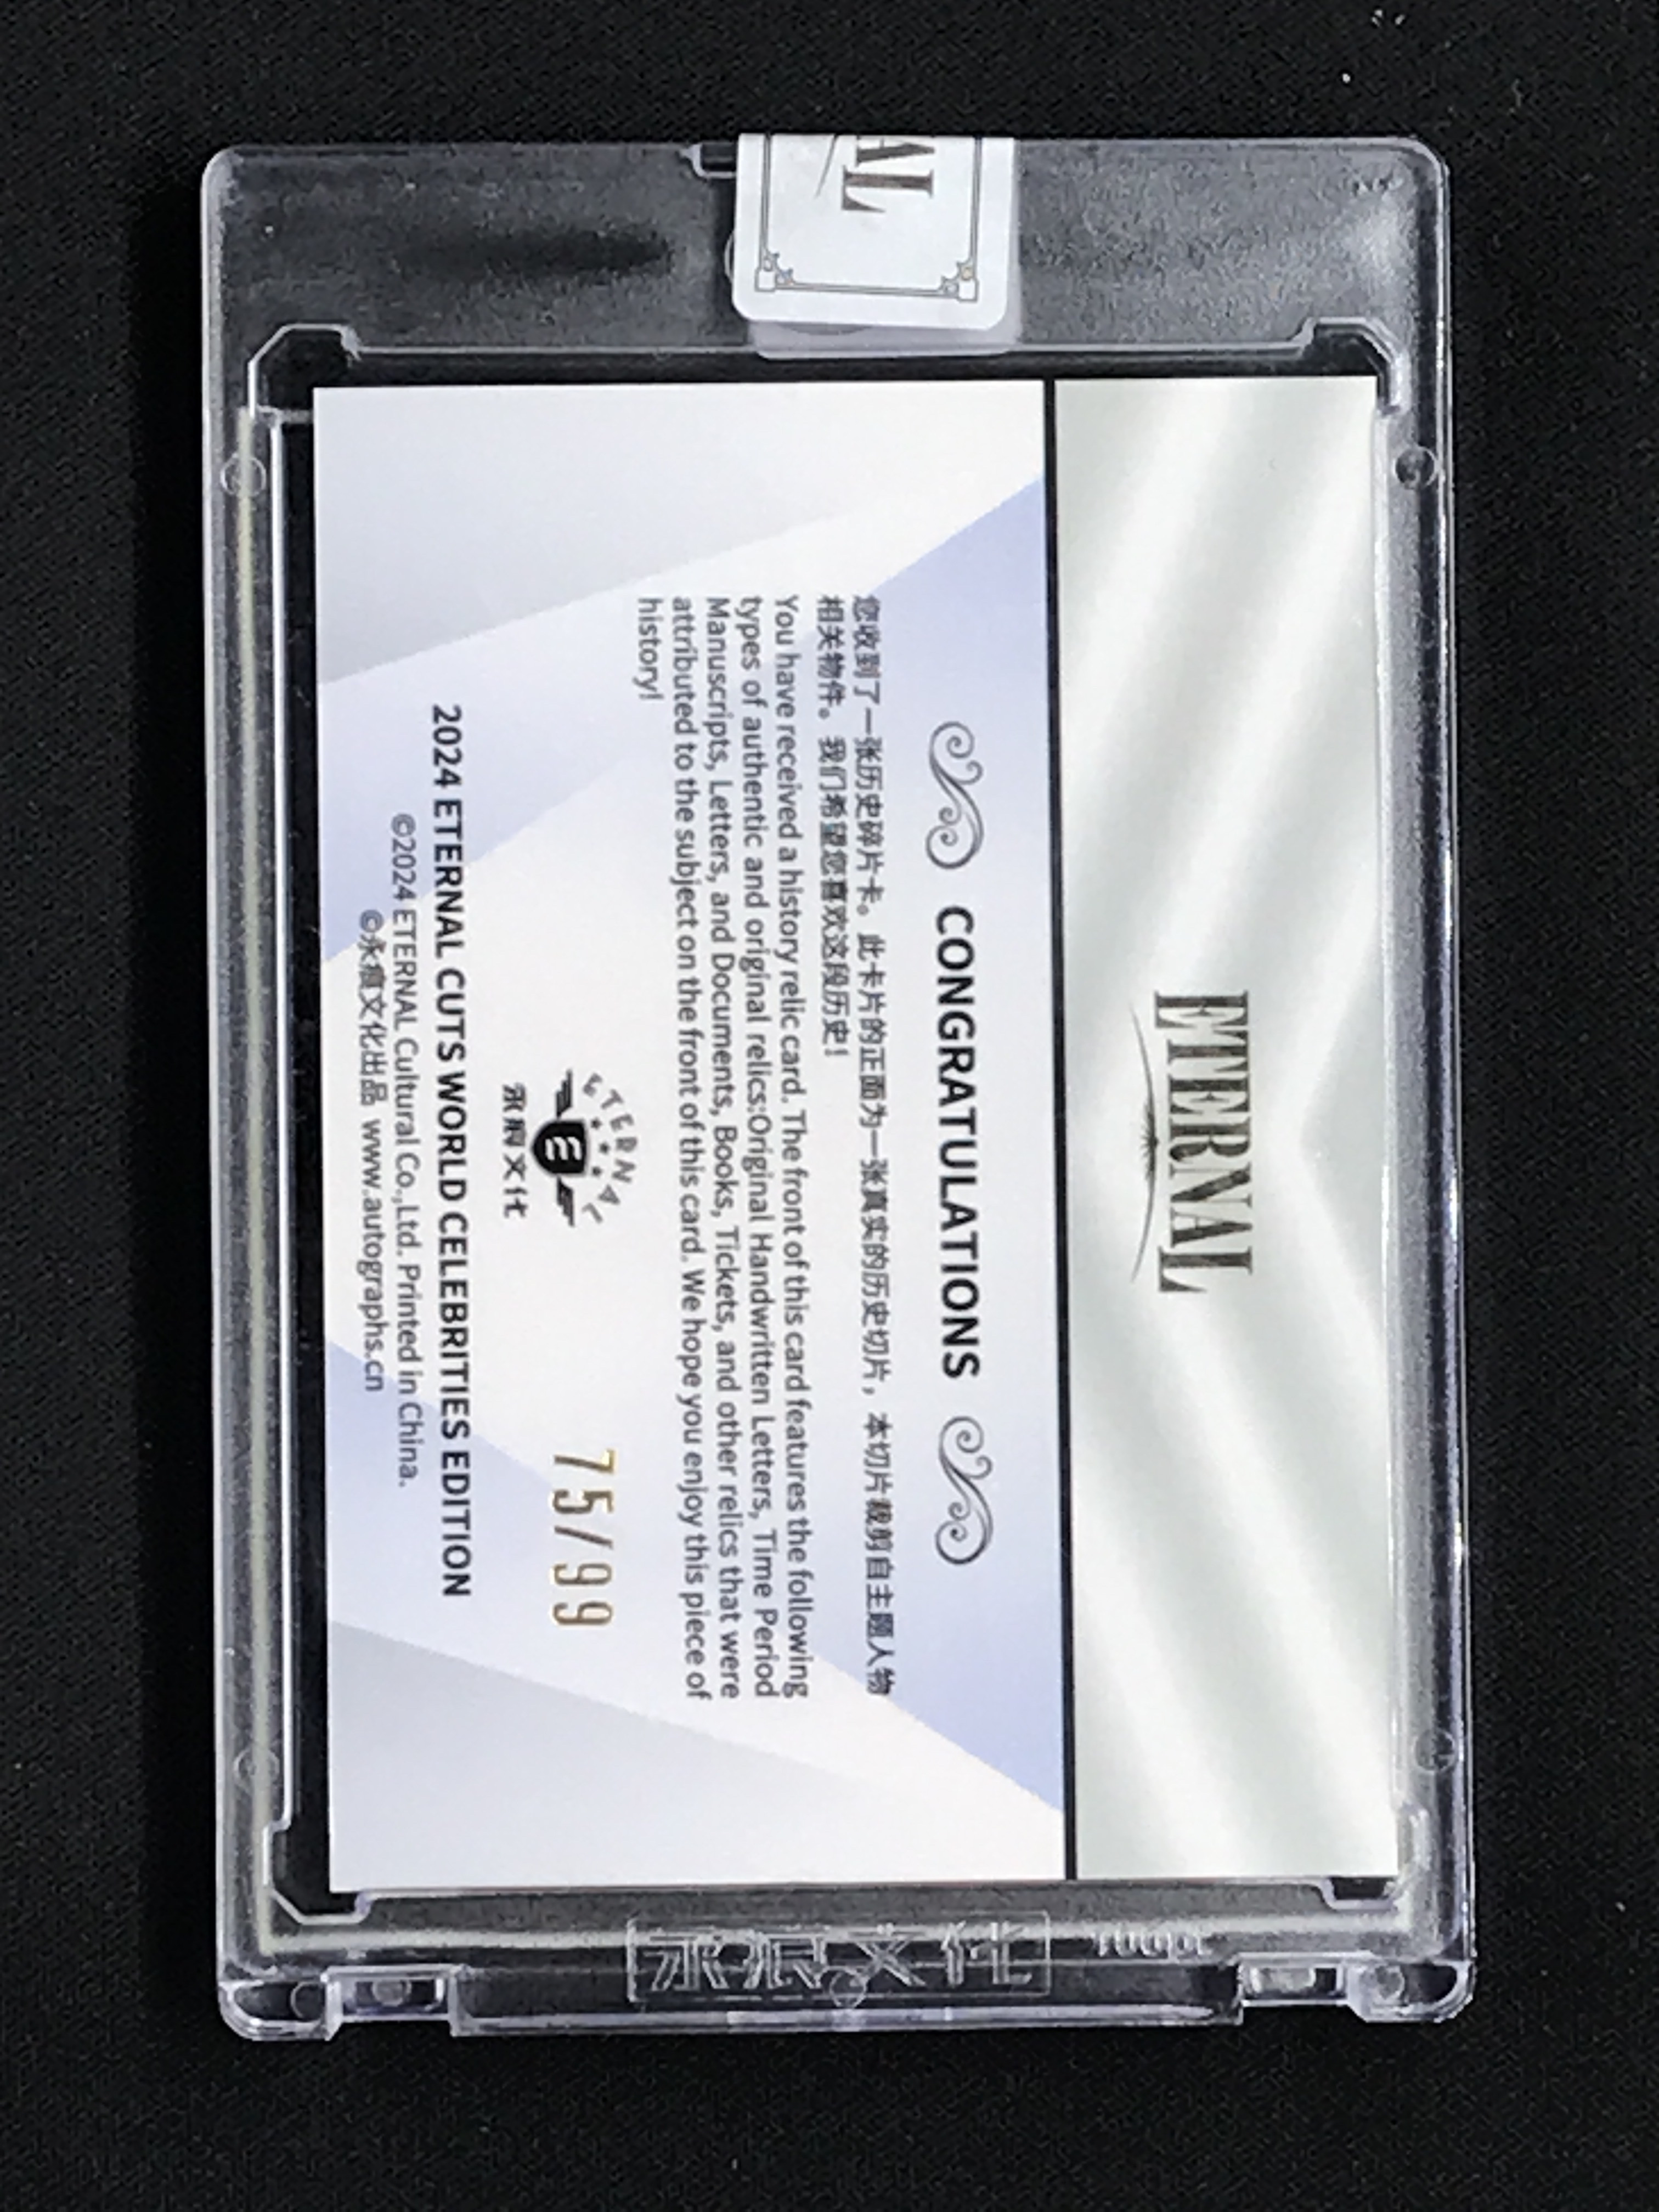 AL
ETERNAL
CONGRATULATIONS
您收到了一张历史碎片卡。此卡片的正面为一张真实的历史切片，本切片裁剪自主题人物
相关物件。我们希望您喜欢这段历史！
You have received a history relic card. The front of this card features the following
types of authentic and original relics:Original Handwritten Letters, Time Period
Manuscripts, Letters, and Documents, Books, Tickets, and other relics that were
attributed to the subject on the front of this card. We hope you enjoy this piece of
history!
ETERNAL
E
永痕文化
75/99
2024 ETERNAL CUTS WORLD CELEBRITIES EDITION
©2024 ETERNAL Cultural Co.,Ltd. Printed in China.
©永痕文化出品 www.autographs.cn
永痕文化